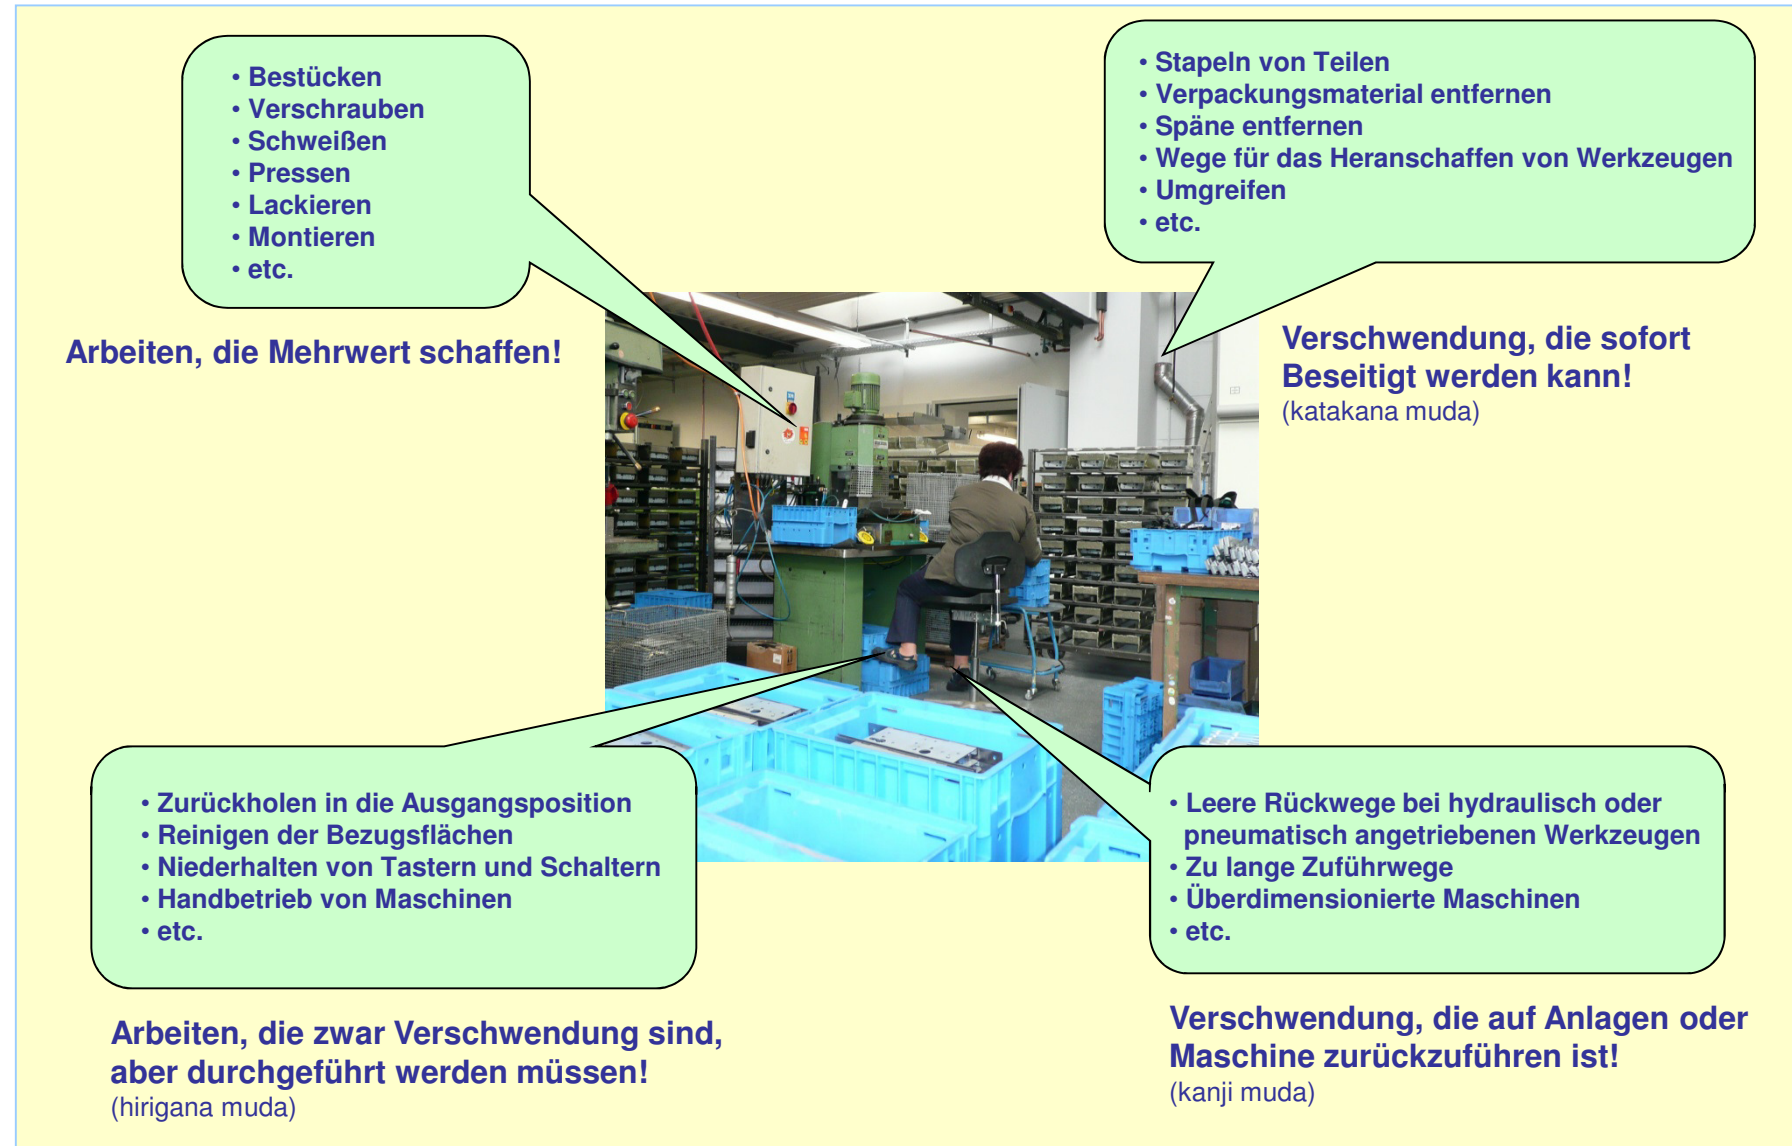 • Bestücken
• Verschrauben
• Schweißen
• Pressen
• Lackieren
• Montieren
• etc.
Arbeiten, die Mehrwert schaffen!
• Stapeln von Teilen
• Verpackungsmaterial entfernen
• Späne entfernen
• Wege für das Heranschaffen von Werkzeugen
• Umgreifen
• etc.
Verschwendung, die sofort
Beseitigt werden kann!
(katakana muda)
• Zurückholen in die Ausgangsposition
• Reinigen der Bezugsflächen
• Niederhalten von Tastern und Schaltern
• Handbetrieb von Maschinen
• etc.
Arbeiten, die zwar Verschwendung sind,
aber durchgeführt werden müssen!
(hirigana muda)
• Leere Rückwege bei hydraulisch oder
pneumatisch angetriebenen Werkzeugen
• Zu lange Zuführwege
• Überdimensionierte Maschinen
• etc.
Verschwendung, die auf Anlagen oder
Maschine zurückzuführen ist!
(kanji muda)